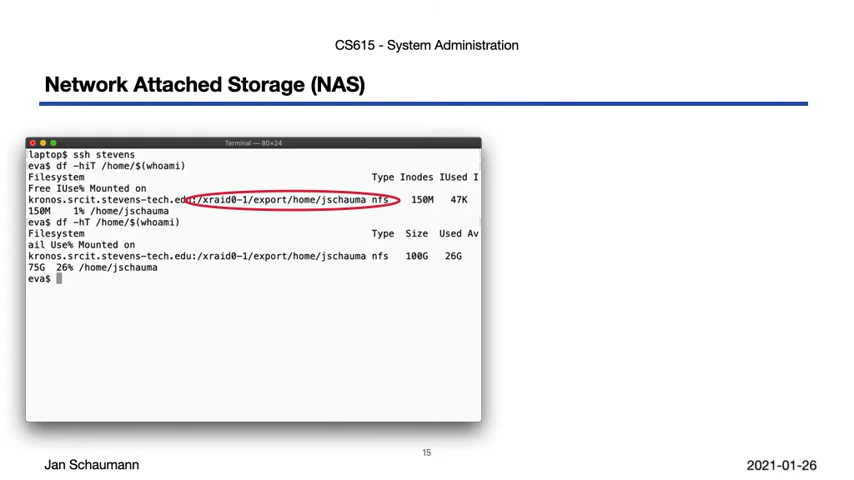 CS615 - System Administration
Network Attached Storage (NAS)
Terminal — 80×24
laptop$ ssh stevens
eva$ df -hiT /home/$(whoami)
Filesystem Type Inodes IUsed I
Free IUse% Mounted on
kronos.srcit.stevens-tech.edu:/xraid0-1/export/home/jschauma nfs 150M 47K
150M 1% /home/jschauma
eva$ df -hT /home/$(whoami)
Filesystem Type Size Used Av
ail Use% Mounted on
kronos.srcit.stevens-tech.edu:/xraid0-1/export/home/jschauma nfs 100G 26G
75G 26% /home/jschauma
eva$
15
Jan Schaumann
2021-01-26